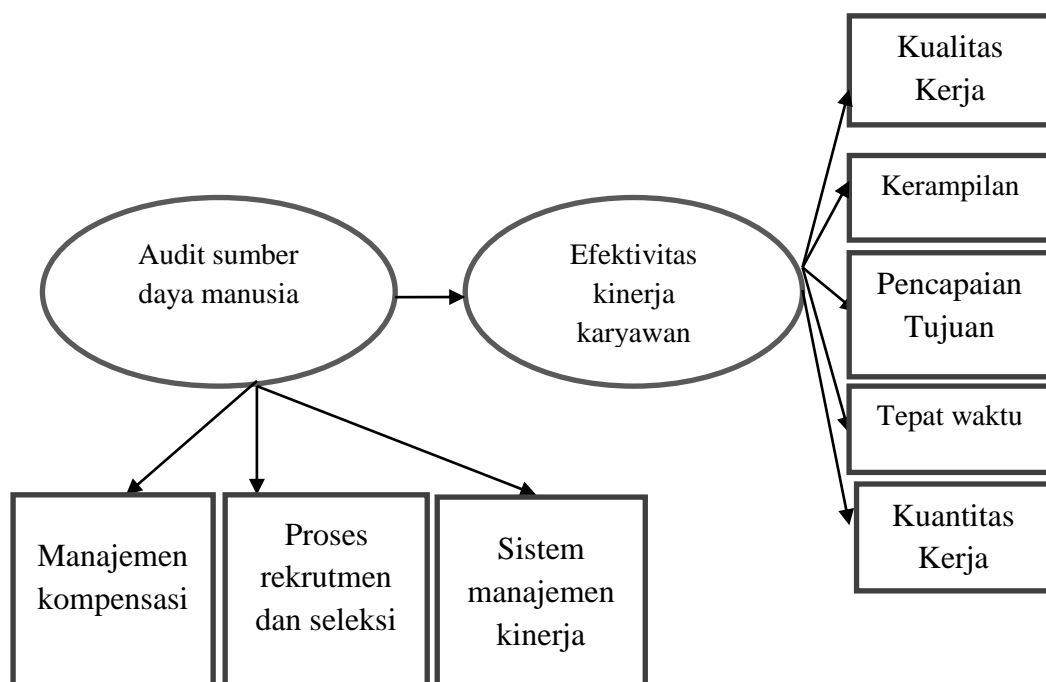 Kualitas
Kerja
Kerampilan
Audit sumber
daya manusia
Efektivitas
kinerja
karyawan
Pencapaian
Tujuan
Tepat waktu
Kuantitas
Kerja
Manajemen
kompensasi
Proses
rekrutmen
dan seleksi
Sistem
manajemen
kinerja